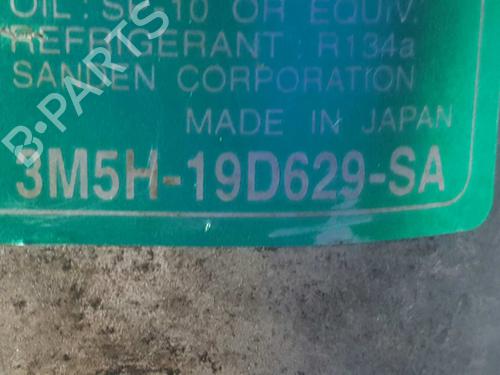 OIL: SP-10 OR EQUIV.
REFRIGERANT : R134a
SANDEN CORPORATION
MADE IN JAPAN
3M5H-19D629-SA
B-PARTS